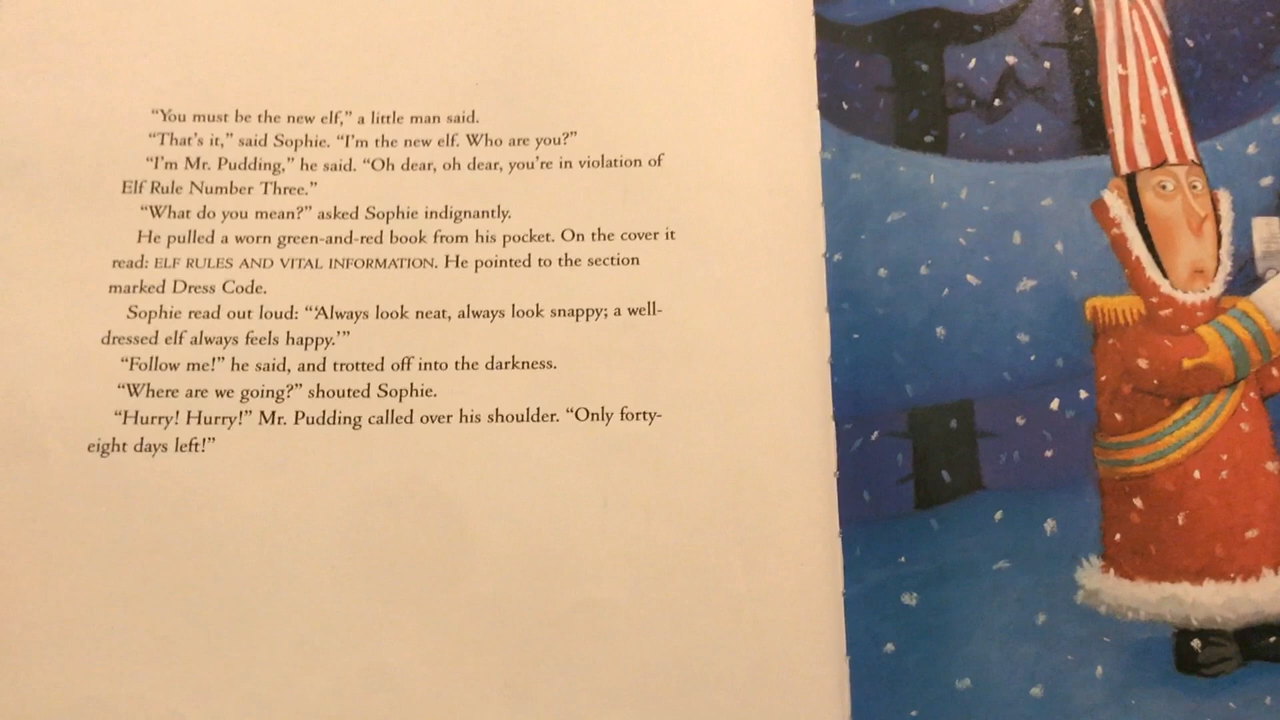 “You must be the new elf,” a little man said.
“That’s it,” said Sophie. “I’m the new elf. Who are you?”
“I’m Mr. Pudding,” he said. “Oh dear, oh dear, you’re in violation of
Elf Rule Number Three.”
“What do you mean?” asked Sophie indignantly.
He pulled a worn green-and-red book from his pocket. On the cover it
read: ELF RULES AND VITAL INFORMATION. He pointed to the section
marked Dress Code.
Sophie read out loud: “‘Always look neat, always look snappy; a well-
dressed elf always feels happy.’”
“Follow me!” he said, and trotted off into the darkness.
“Where are we going?” shouted Sophie.
“Hurry! Hurry!” Mr. Pudding called over his shoulder. “Only forty-
eight days left!”